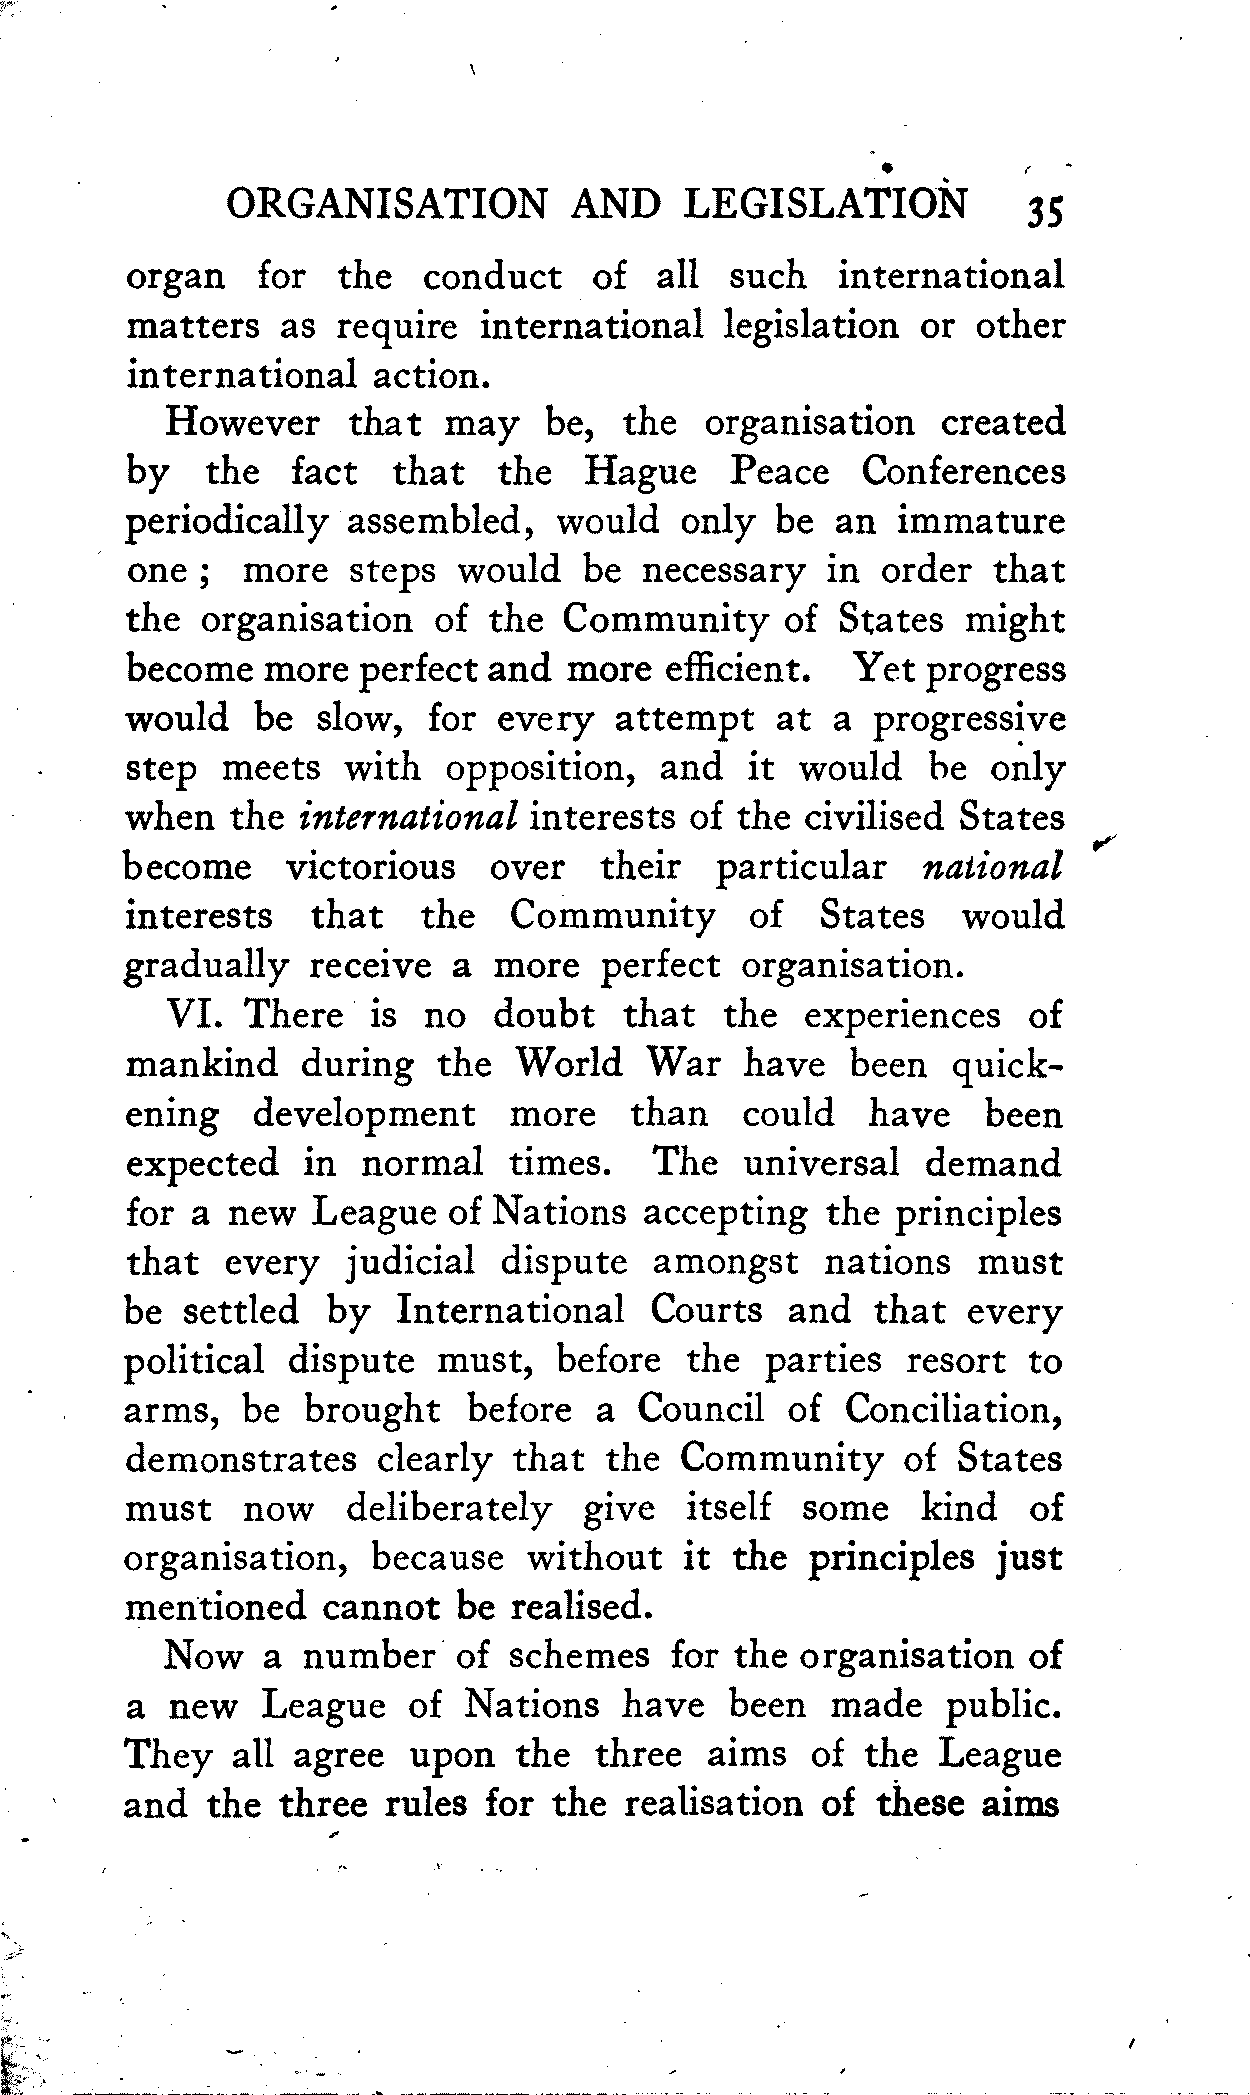 ORGANISATION AND LEGISLATION 35
organ for the conduct of all such international
matters as require international legislation or other
international action.
However that may be, the organisation created
by the fact that the Hague Peace Conferences
periodically assembled, would only be an immature
one ; more steps would be necessary in order that
the organisation of the Community of States might
become more perfect and more efficient. Yet progress
would be slow, for every attempt at a progressive
step meets with opposition, and it would be only
when the international interests of the civilised States
become victorious over their particular national
interests that the Community of States would
gradually receive a more perfect organisation.
VI. There is no doubt that the experiences of
mankind during the World War have been quick-
ening development more than could have been
expected in normal times. The universal demand
for a new League of Nations accepting the principles
that every judicial dispute amongst nations must
be settled by International Courts and that every
political dispute must, before the parties resort to
arms, be brought before a Council of Conciliation,
demonstrates clearly that the Community of States
must now deliberately give itself some kind of
organisation, because without it the principles just
mentioned cannot be realised.
Now a number of schemes for the organisation of
a new League of Nations have been made public.
They all agree upon the three aims of the League
and the three rules for the realisation of these aims